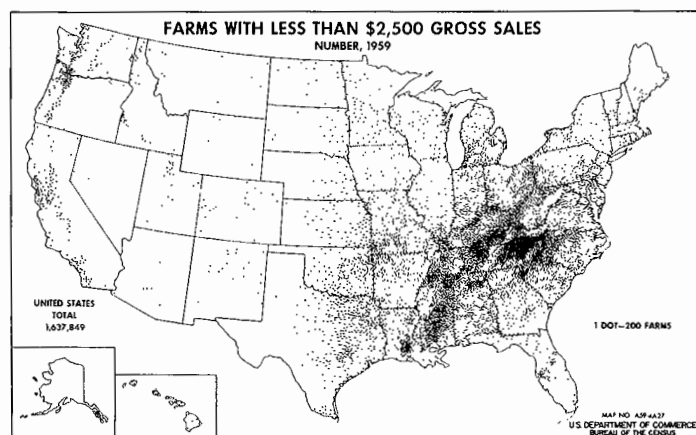 FARMS WITH LESS THAN $2,500 GROSS SALES
NUMBER, 1959
UNITED STATES
TOTAL
1,637,849
1 DOT—200 FARMS
MAP NO. A59-AA27
U.S. DEPARTMENT OF COMMERCE
BUREAU OF THE CENSUS